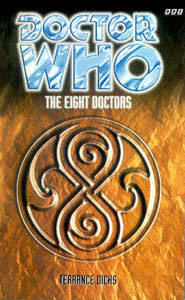 BBC
DOCTOR
WHO
THE EIGHT DOCTORS
TERRANCE DICKS